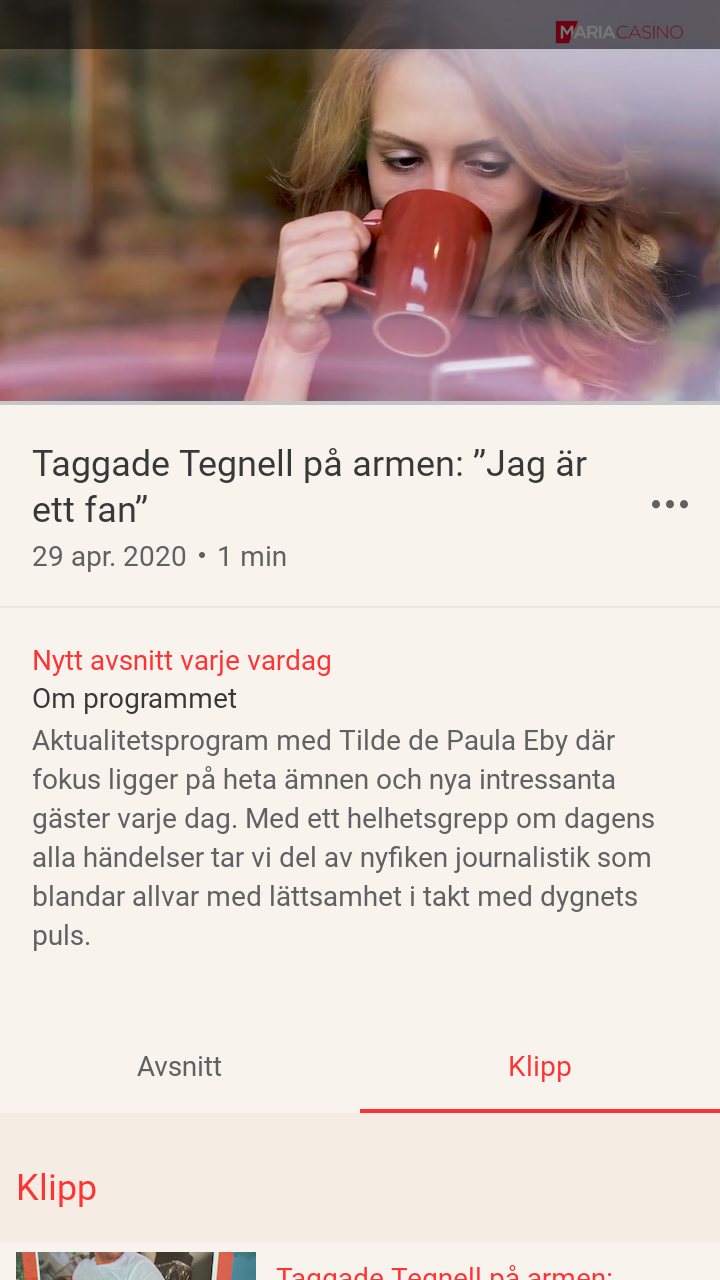 MARIACASINO
Taggade Tegnell på armen: ”Jag är
ett fan”
29 apr. 2020 • 1 min
Nytt avsnitt varje vardag
Om programmet
Aktualitetsprogram med Tilde de Paula Eby där
fokus ligger på heta ämnen och nya intressanta
gäster varje dag. Med ett helhetsgrepp om dagens
alla händelser tar vi del av nyfiken journalistik som
blandar allvar med lättsamhet i takt med dygnets
puls.
Avsnitt
Klipp
Klipp
Taggade Tegnell på armen: